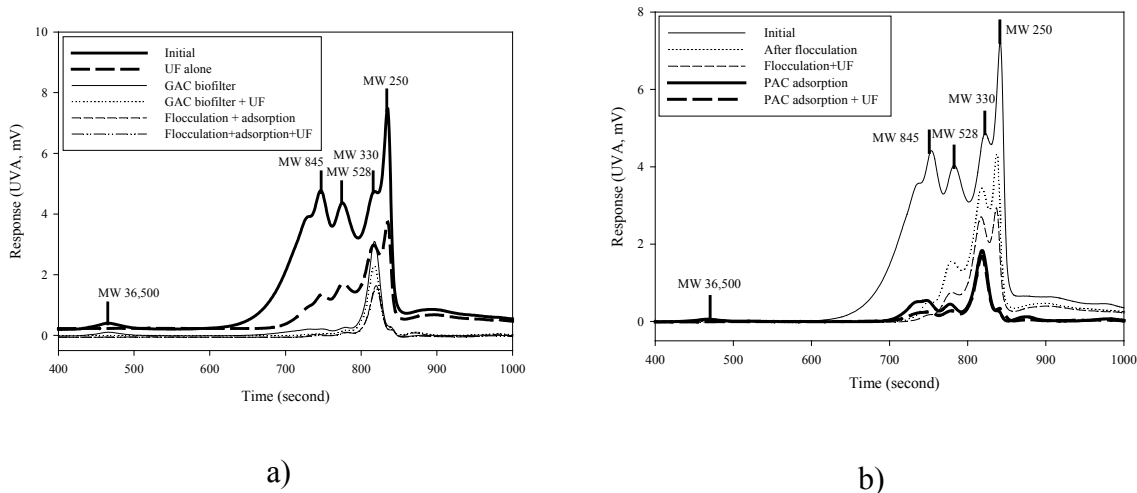 a.
10
8
6
4
2
0
Response (UVA, mV)
Initial
UF alone
GAC biofilter
GAC biofilter + UF
Flocculation + adsorption
Flocculation+adsorption+UF
MW 250
MW 845
MW 330
MW 528
MW 36,500
400
500
600
700
800
900
1000
Time (second)
a)
b.
8
6
4
2
0
Response (UVA, mV)
Initial
After flocculation
Flocculation+UF
PAC adsorption
PAC adsorption + UF
MW 250
MW 330
MW 845
MW 528
MW 36,500
400
500
600
700
800
900
1000
Time (second)
b)